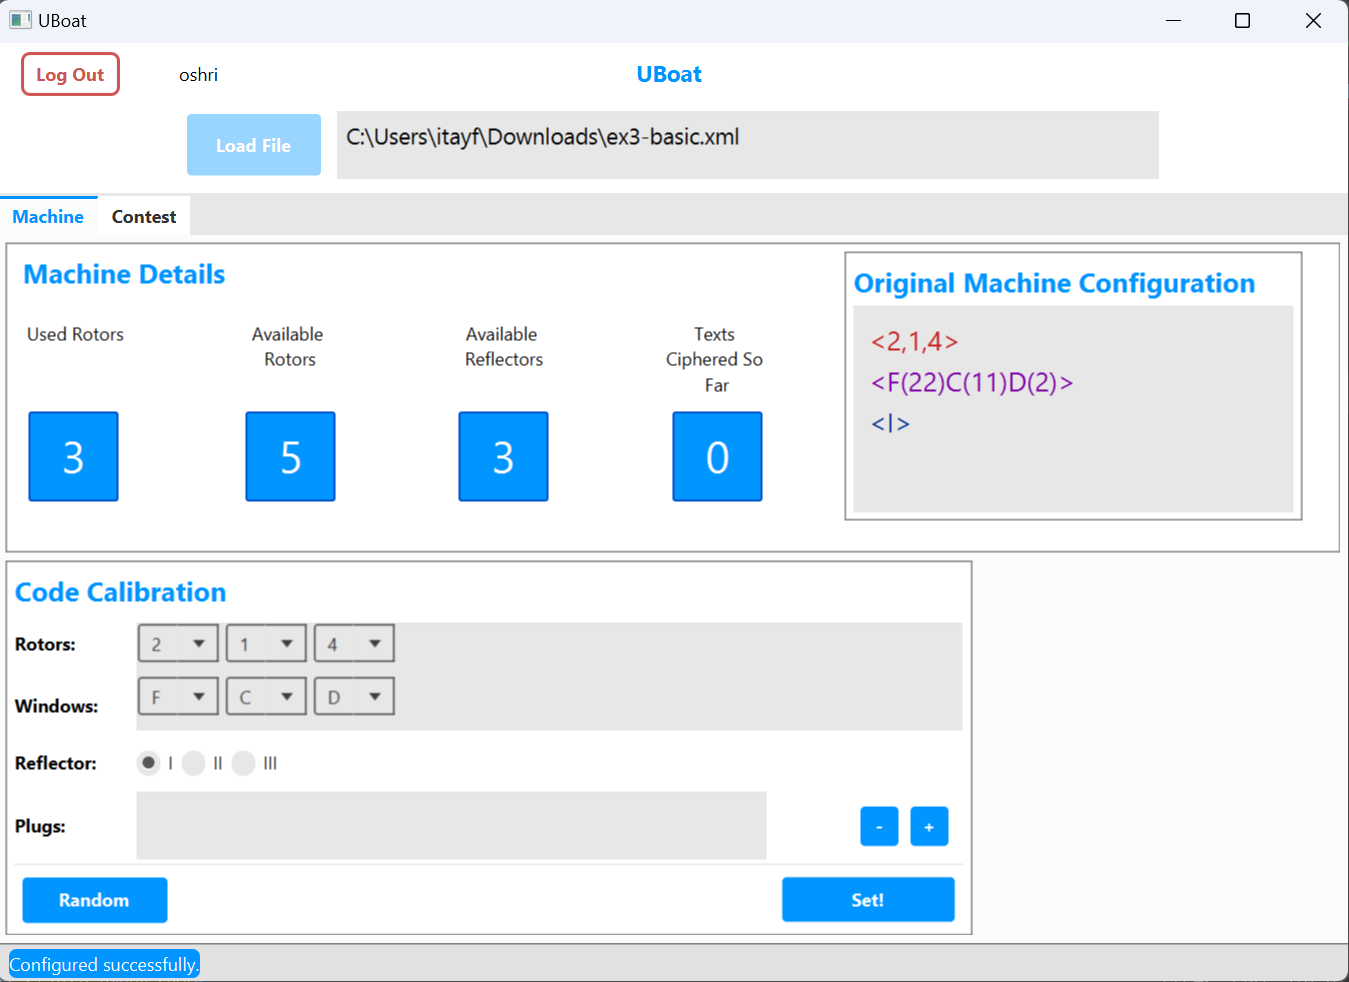 UBoat
Log Out
oshri
UBoat
Load File
C:\Users\itayf\Downloads\ex3-basic.xml
Machine
Contest
Machine Details
Used Rotors
Available
Rotors
Available
Reflectors
Texts
Ciphered So
Far
3
5
3
0
Original Machine Configuration
<2,1,4>
<F(22)C(11)D(2)>
<I>
Code Calibration
Rotors:
2
1
4
Windows:
F
C
D
Reflector:
I
II
III
Plugs:
-
+
Random
Set!
Configured successfully.